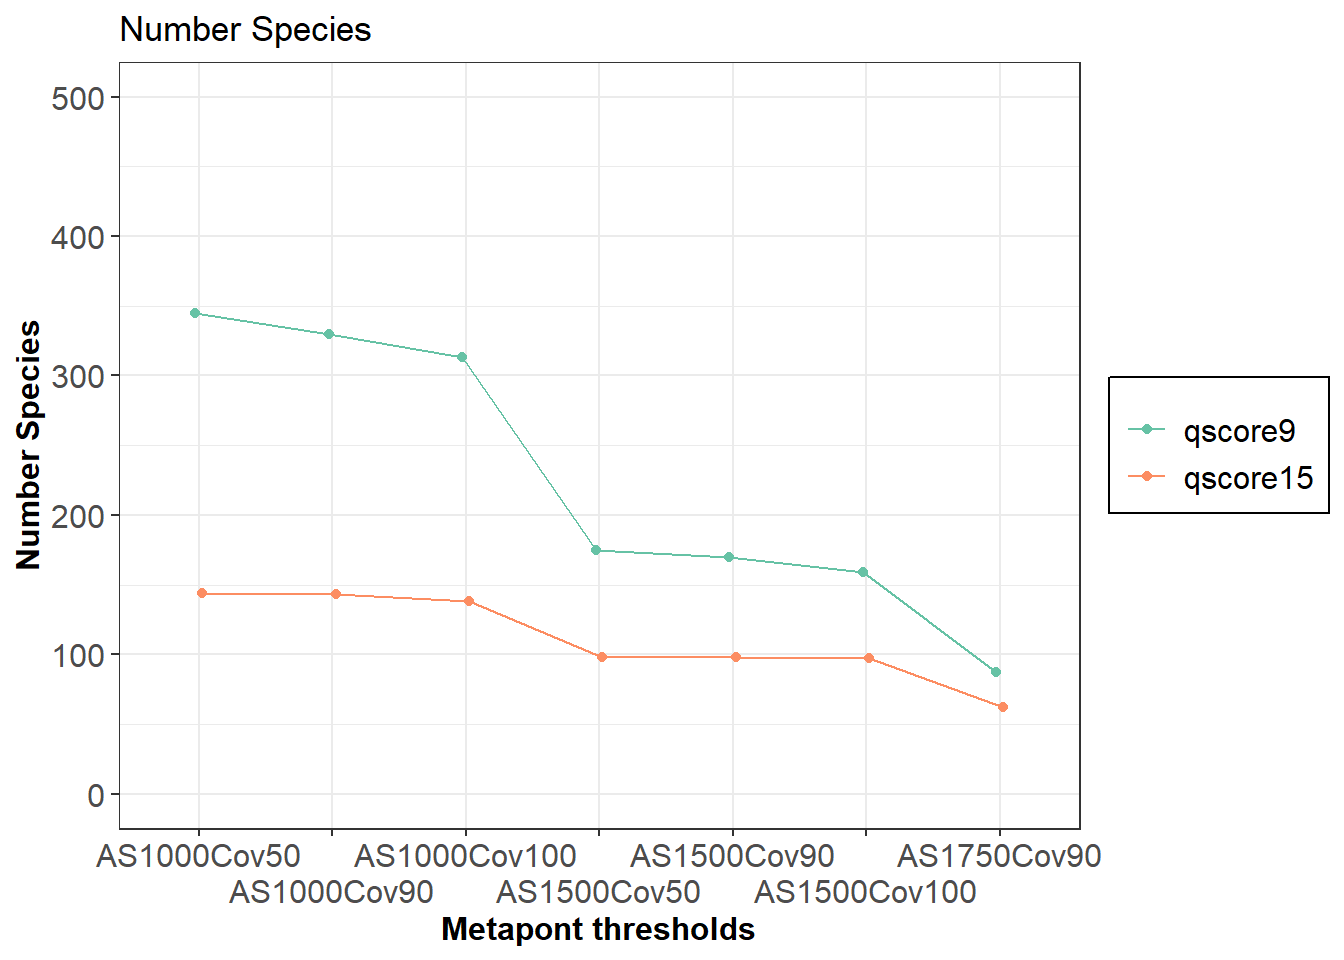 Number Species
500
400
300
200
100
0
Number Species
AS1000Cov50
AS1000Cov90
AS1000Cov100
AS1500Cov50
AS1500Cov90
AS1500Cov100
AS1750Cov90
Metapont thresholds
qscore9
qscore15